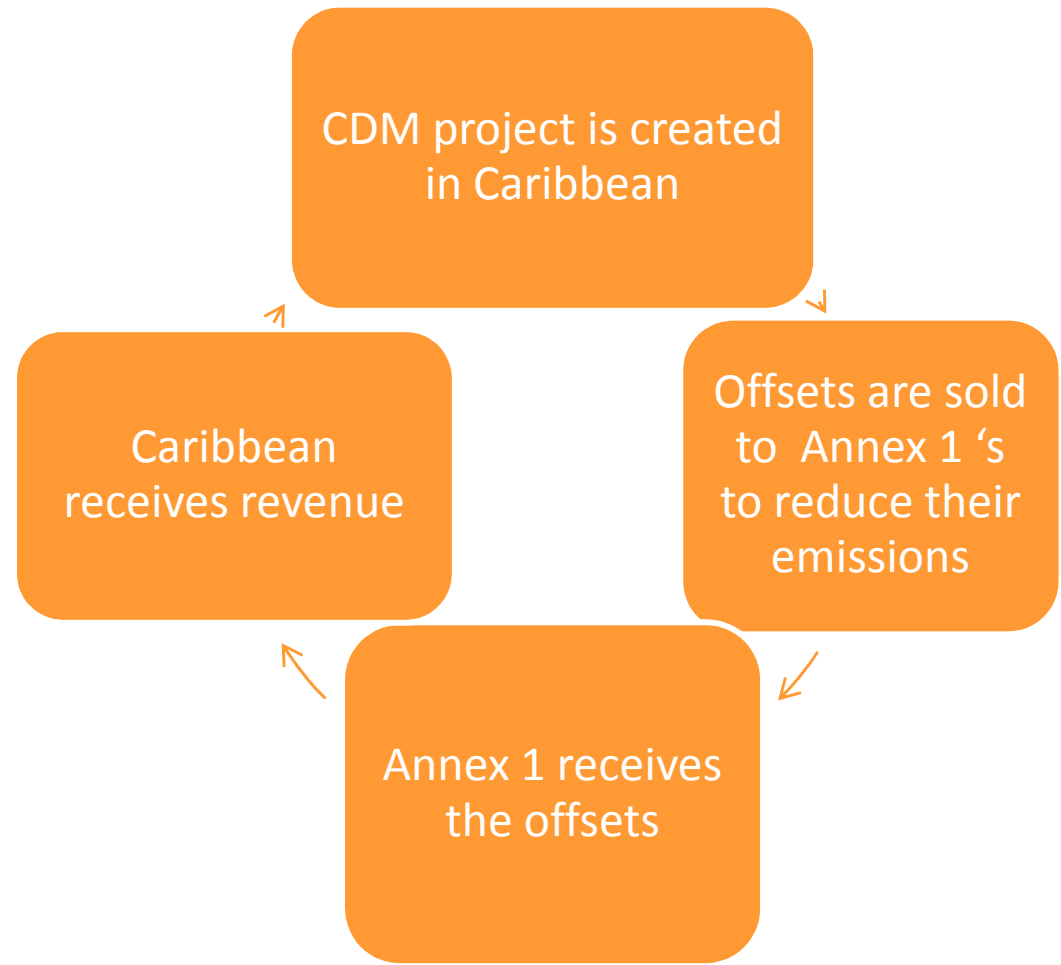 CDM project is created
in Caribbean
Offsets are sold
to  Annex 1 ‘s
to reduce their
emissions
Annex 1 receives
the offsets
Caribbean
receives revenue